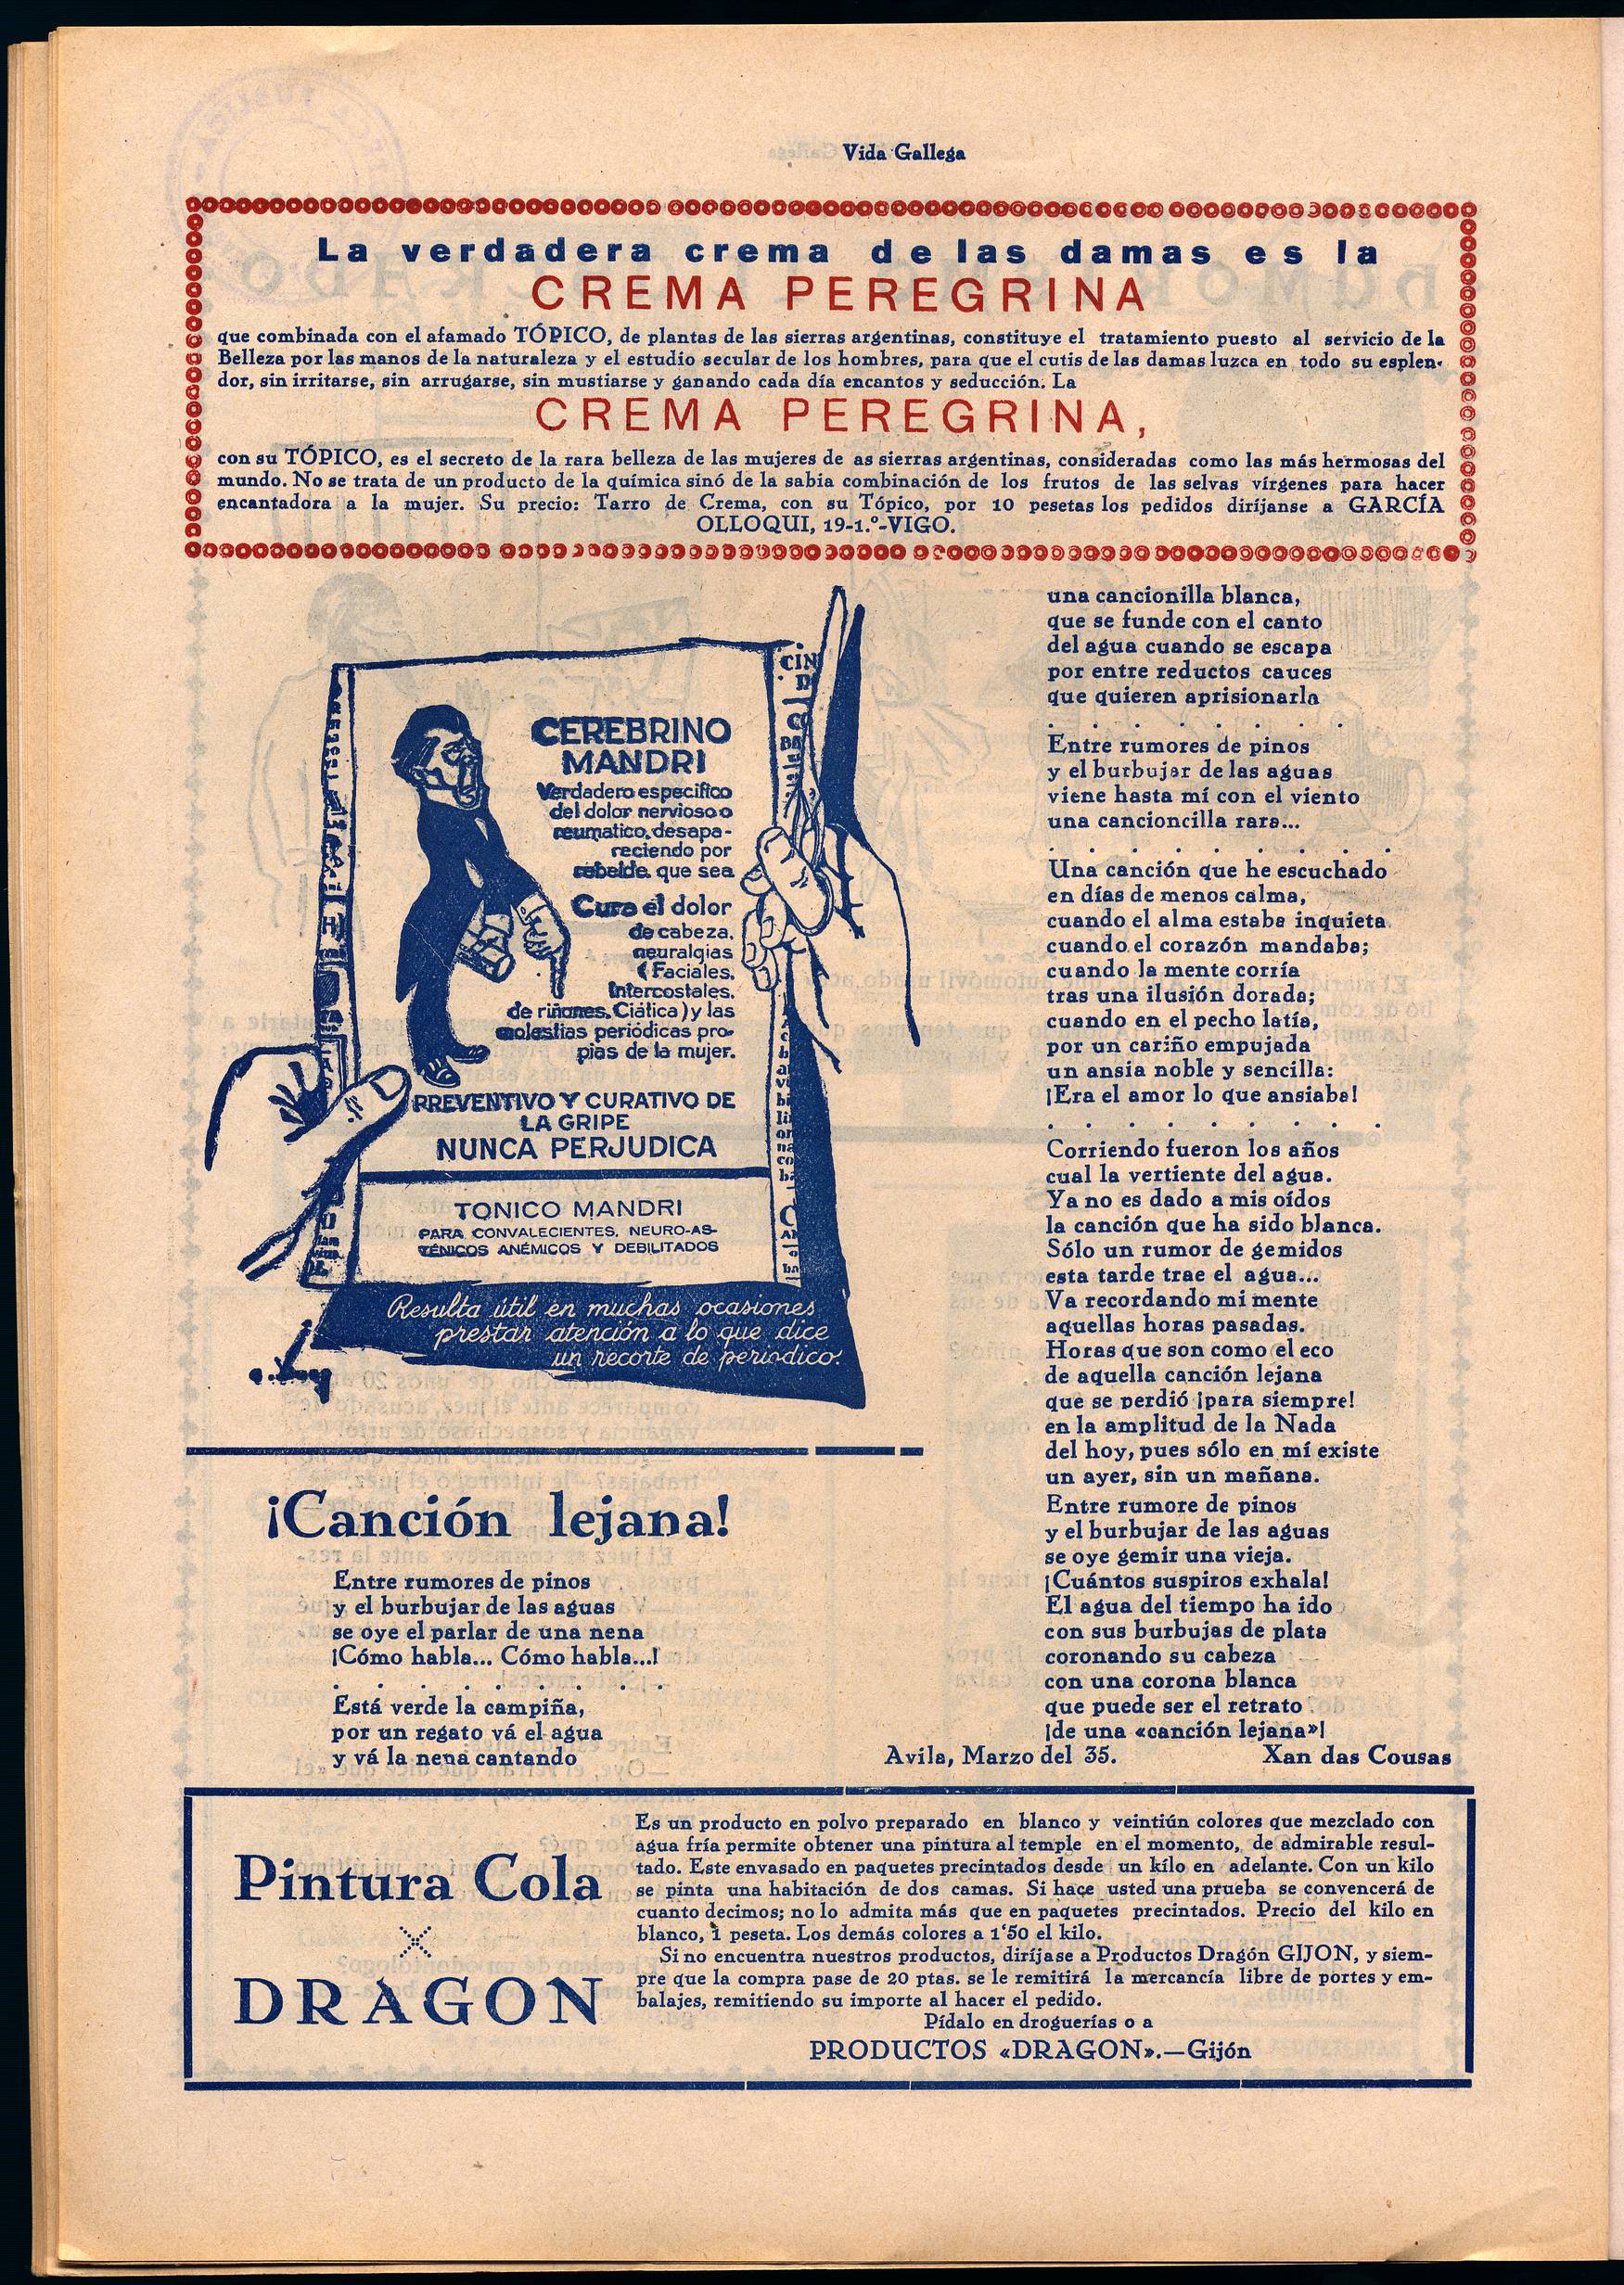 Vida Gallega
La verdadera crema de las damas es la
CREMA PEREGRINA
que combinada con el afamado TÓPICO, de plantas de las sierras argentinas, constituye el tratamiento puesto al servicio de la
Belleza por las manos de la naturaleza y el estudio secular de los hombres, para que el cutis de las damas luzca en todo su esplen-
dor, sin irritarse, sin arrugarse, sin mustiarse y ganando cada día encantos y seducción. La
CREMA PEREGRINA,
con su TÓPICO, es el secreto de la rara belleza de las mujeres de as sierras argentinas, consideradas como las más hermosas del
mundo. No se trata de un producto de la química sinó de la sabia combinación de los frutos de las selvas vírgenes para hacer
encantadora a la mujer. Su precio: Tarro de Crema, con su Tópico, por 10 pesetas los pedidos diríjanse a GARCÍA
OLLOQUI, 19-1.º-VIGO.
CEREBRINO
MANDRI
Verdadero especifico
del dolor nervioso o
reumatico, desapa-
reciendo por
rebelde que sea
Cura el dolor
de cabeza,
neuralgias
( Faciales,
Intercostales,
de riñones, Ciática) y las
molestias periódicas pro-
pias de la mujer.
PREVENTIVO Y CURATIVO DE
LA GRIPE
NUNCA PERJUDICA
TONICO MANDRI
PARA CONVALECIENTES, NEURO-AS-
TÉNICOS ANÉMICOS Y DEBILITADOS
Resulta útil en muchas ocasiones
prestar atención a lo que dice
un recorte de periodico.
¡Canción lejana!
Entre rumores de pinos
y el burbujar de las aguas
se oye el parlar de una nena
¡Cómo habla... Cómo habla...!
. . . . . . . .
Está verde la campiña,
por un regato vá el agua
y vá la nena cantando
una cancionilla blanca,
que se funde con el canto
del agua cuando se escapa
por entre reductos cauces
que quieren aprisionarla
. . . . . . . .
Entre rumores de pinos
y el burbujar de las aguas
viene hasta mí con el viento
una cancioncilla rara...
. . . . . . . . .
Una canción que he escuchado
en días de menos calma,
cuando el alma estaba inquieta
cuando el corazón mandaba;
cuando la mente corría
tras una ilusión dorada;
cuando en el pecho latía,
por un cariño empujada
un ansia noble y sencilla:
¡Era el amor lo que ansiaba!
. . . . . . . . .
Corriendo fueron los años
cual la vertiente del agua.
Ya no es dado a mis oídos
la canción que ha sido blanca.
Sólo un rumor de gemidos
esta tarde trae el agua...
Va recordando mi mente
aquellas horas pasadas.
Horas que son como el eco
de aquella canción lejana
que se perdió ¡para siempre!
en la amplitud de la Nada
del hoy, pues sólo en mí existe
un ayer, sin un mañana.
Entre rumore de pinos
y el burbujar de las aguas
se oye gemir una vieja.
¡Cuántos suspiros exhala!
El agua del tiempo ha ido
con sus burbujas de plata
coronando su cabeza
con una corona blanca
que puede ser el retrato
¡de una «canción lejana»!
Avila, Marzo del 35. Xan das Cousas
Pintura Cola
DRAGON
Es un producto en polvo preparado en blanco y veintiún colores que mezclado con
agua fría permite obtener una pintura al temple en el momento, de admirable resul-
tado. Este envasado en paquetes precintados desde un kílo en adelante. Con un kilo
se pinta una habitación de dos camas. Si hace usted una prueba se convencerá de
cuanto decimos; no lo admita más que en paquetes precintados. Precio del kilo en
blanco, 1 peseta. Los demás colores a 1'50 el kilo.
Si no encuentra nuestros productos, diríjase a Productos Dragón GIJON, y siem-
pre que la compra pase de 20 ptas. se le remitirá la mercancía libre de portes y em-
balajes, remitiendo su importe al hacer el pedido.
Pídalo en droguerías o a
PRODUCTOS «DRAGON».—Gijón